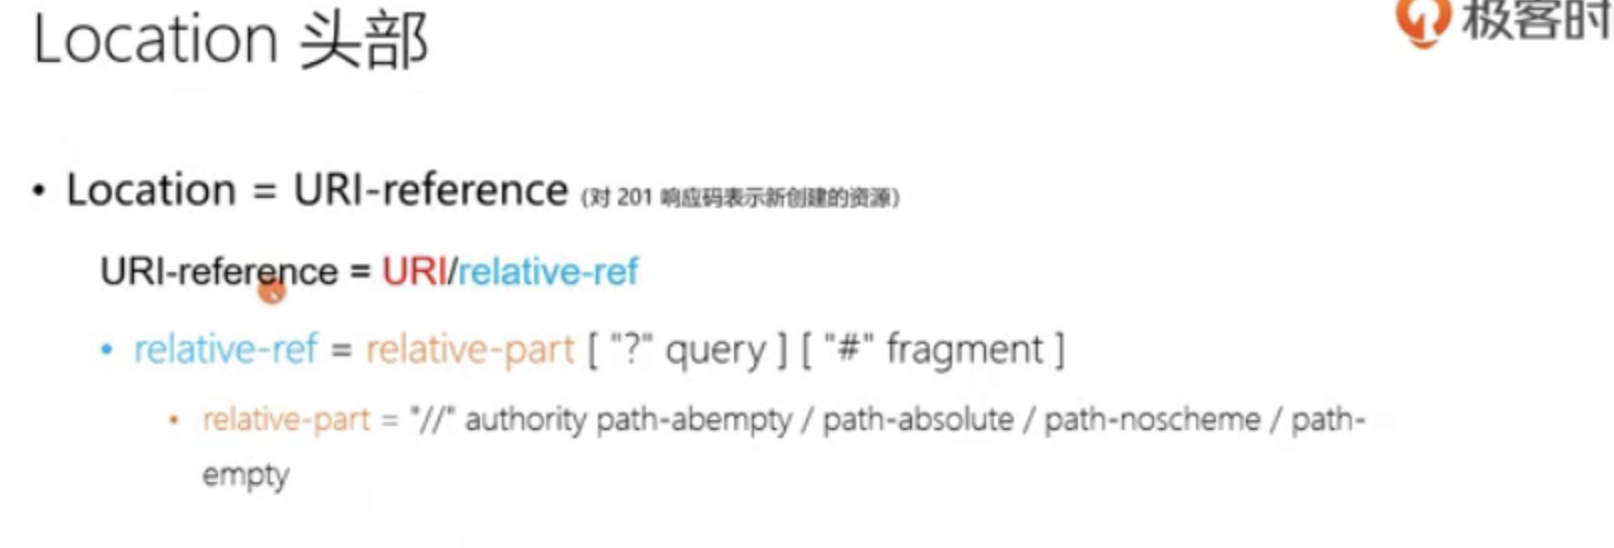 Location 头部
极客时
• Location = URI-reference (对 201 响应码表示新创建的资源)
URI-reference = URI/relative-ref
• relative-ref = relative-part [ "?" query ] [ "#" fragment ]
• relative-part = "//" authority path-abempty / path-absolute / path-noscheme / path-
empty